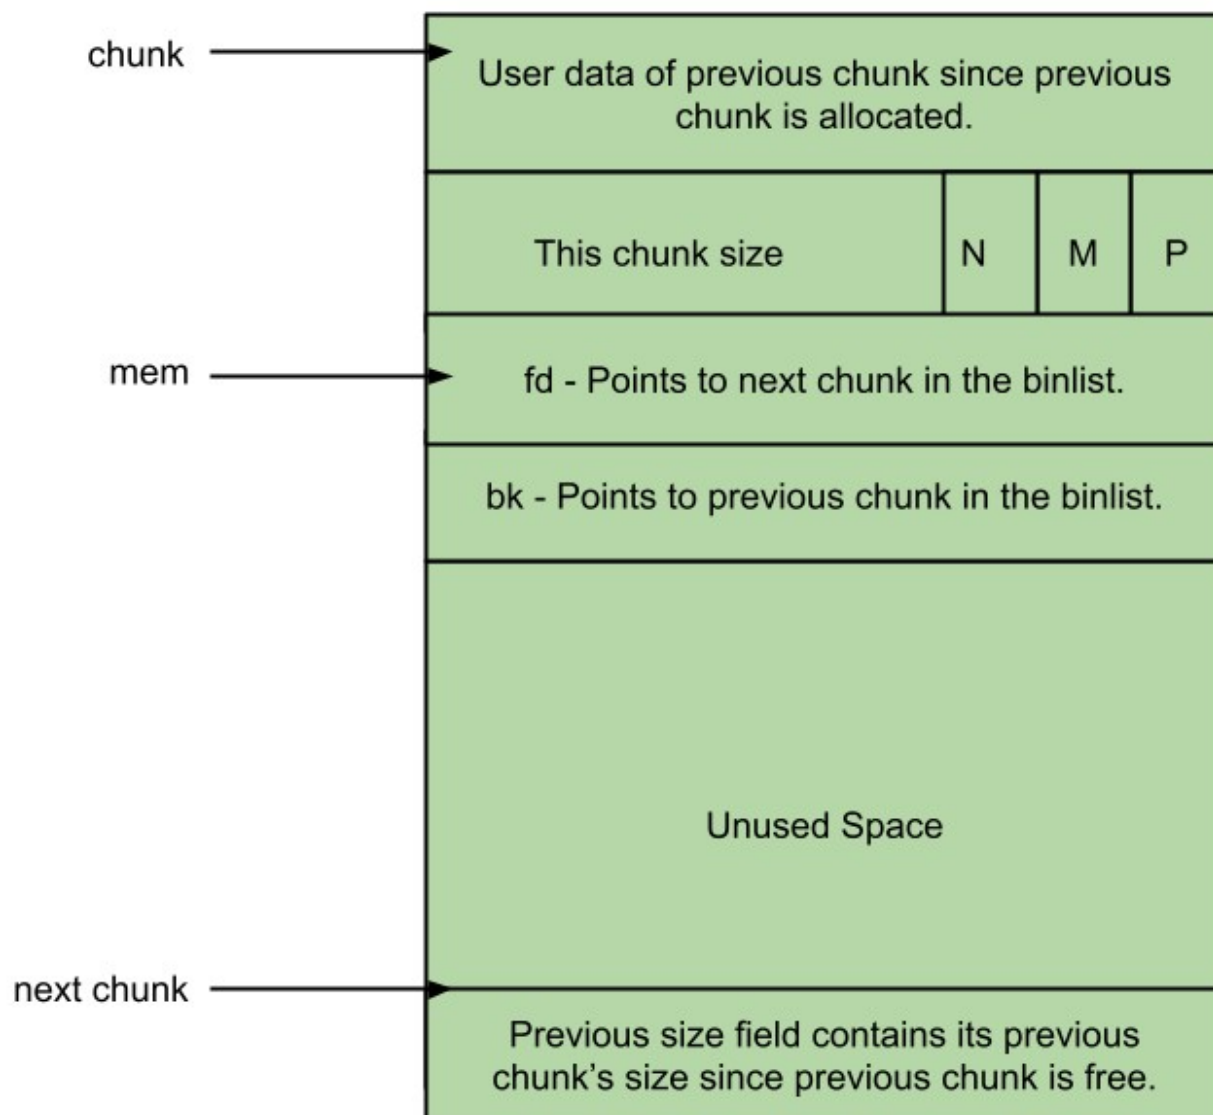 chunk
User data of previous chunk since previous
chunk is allocated.
This chunk size
N
M
P
mem
fd - Points to next chunk in the binlist.
bk - Points to previous chunk in the binlist.
Unused Space
next chunk
Previous size field contains its previous
chunk’s size since previous chunk is free.